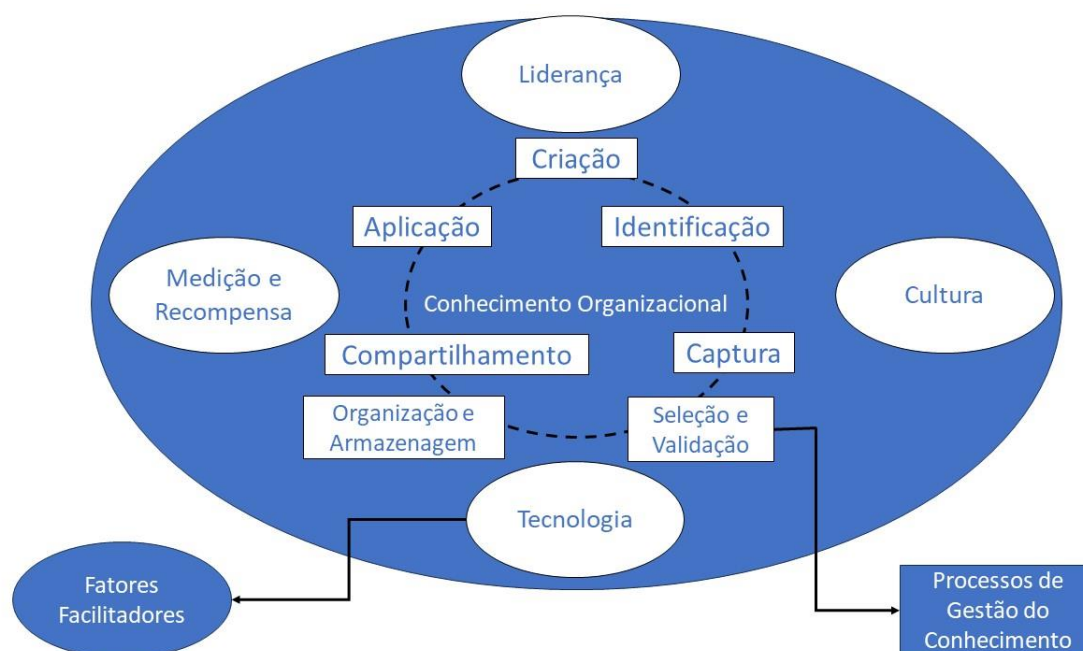 Liderança
Criação
Aplicação
Identificação
Medição e
Recompensa
Conhecimento Organizacional
Cultura
Compartilhamento
Captura
Organização e
Armazenagem
Seleção e
Validação
Tecnologia
Fatores
Facilitadores
Processos de
Gestão do
Conhecimento